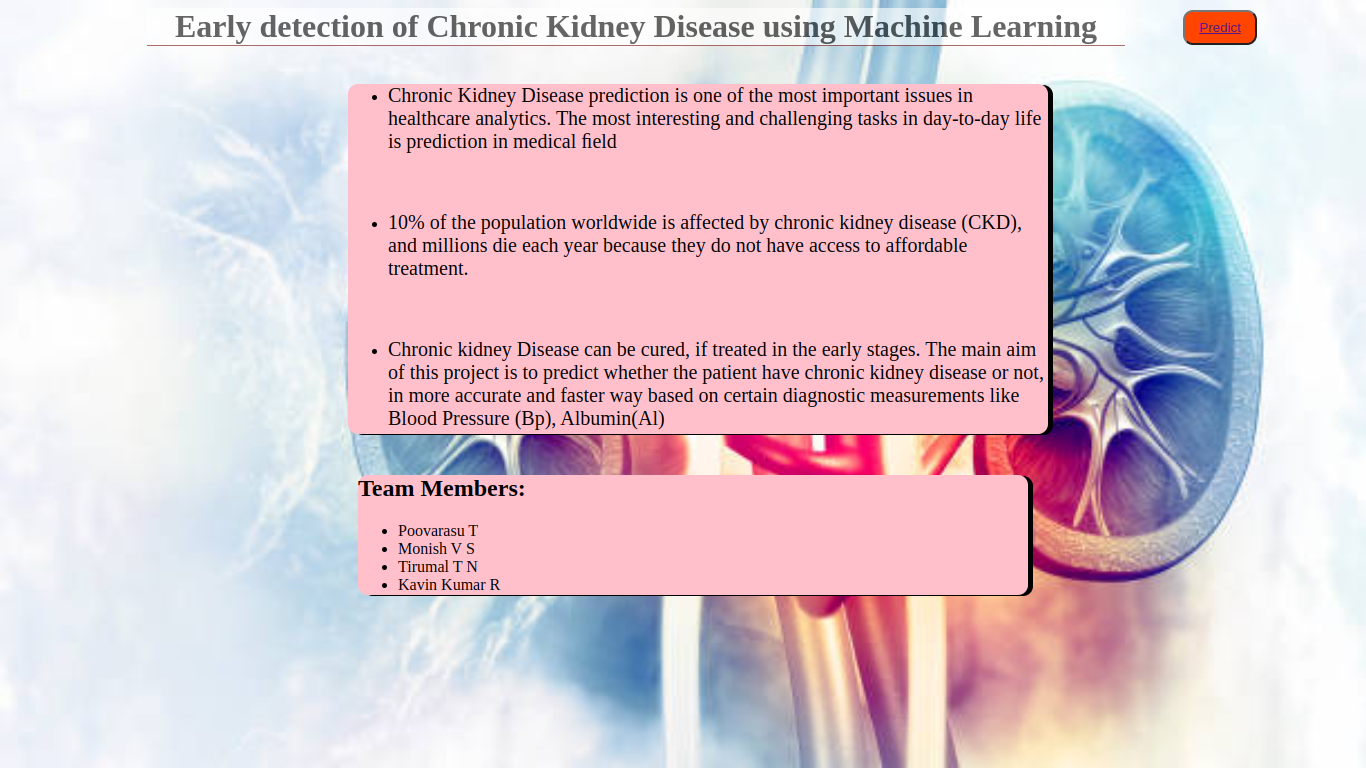 Early detection of Chronic Kidney Disease using Machine Learning
Predict
Chronic Kidney Disease prediction is one of the most important issues in
healthcare analytics. The most interesting and challenging tasks in day-to-day life
is prediction in medical field
10% of the population worldwide is affected by chronic kidney disease (CKD),
and millions die each year because they do not have access to affordable
treatment.
Chronic kidney Disease can be cured, if treated in the early stages. The main aim
of this project is to predict whether the patient have chronic kidney disease or not,
in more accurate and faster way based on certain diagnostic measurements like
Blood Pressure (Bp), Albumin(Al)
Team Members:
Poovarasu T
Monish V S
Tirumal T N
Kavin Kumar R